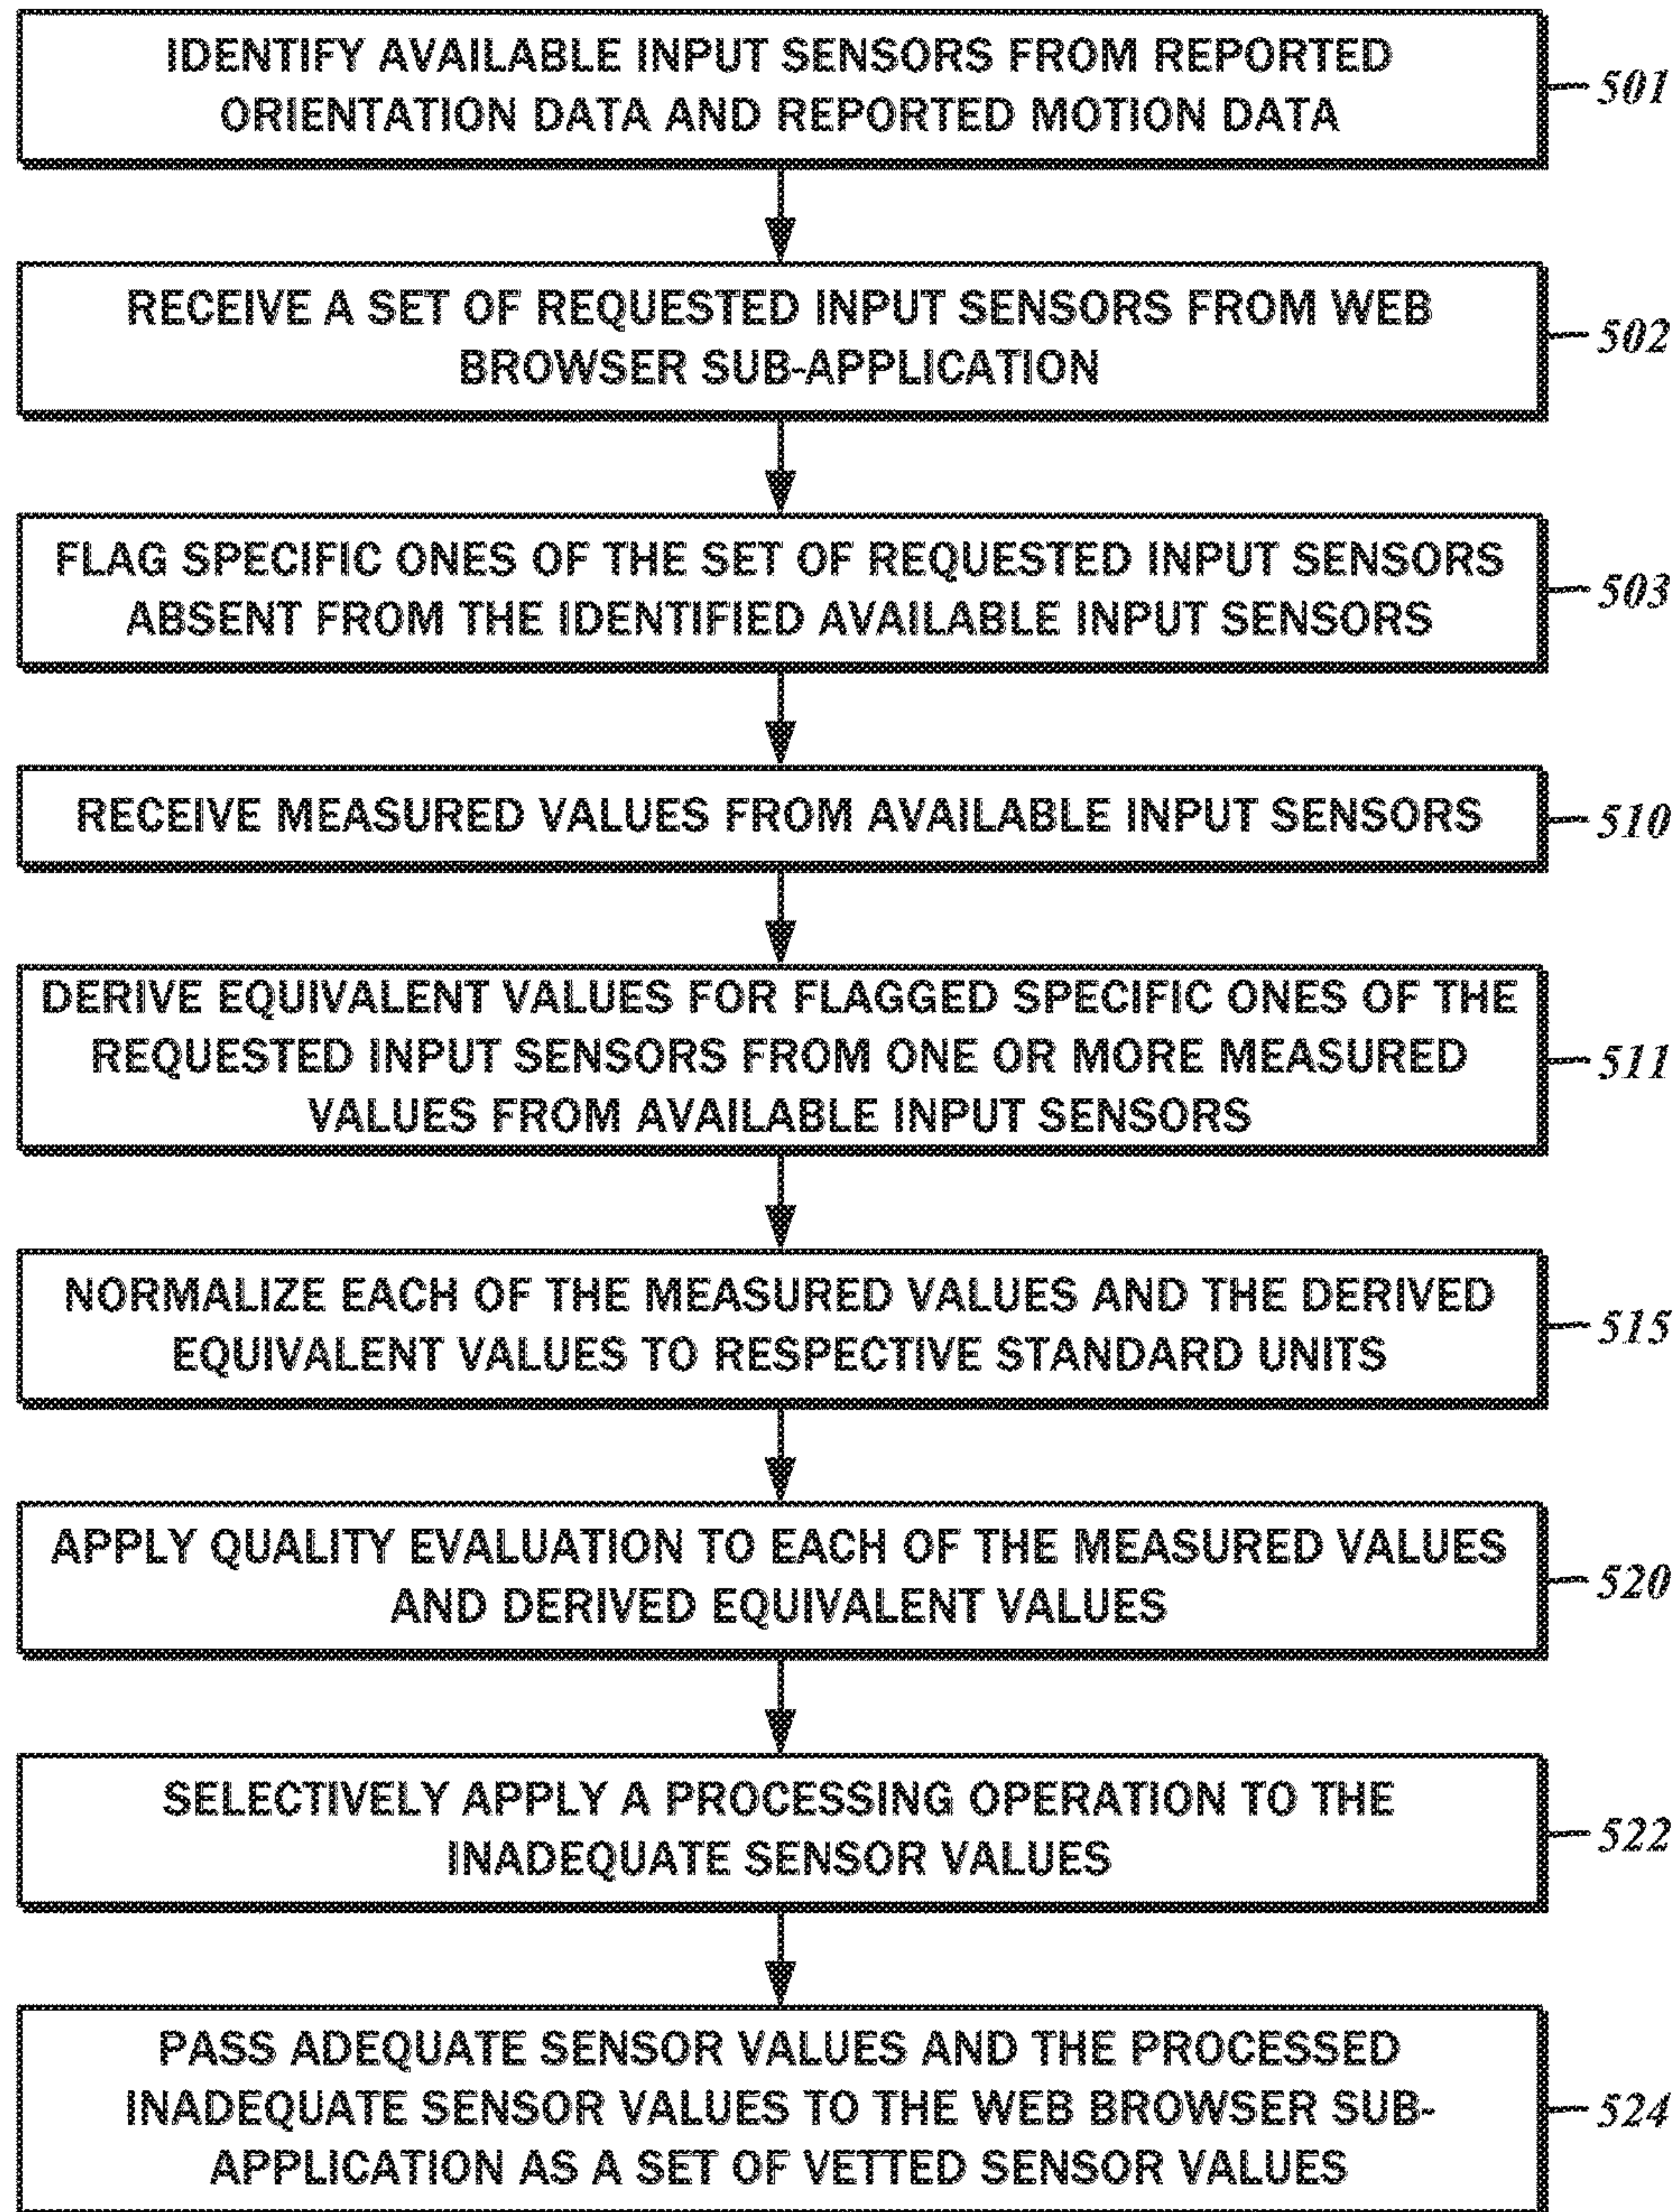 IDENTIFY AVAILABLE INPUT SENSORS FROM REPORTED
ORIENTATION DATA AND REPORTED MOTION DATA
501
RECEIVE A SET OF REQUESTED INPUT SENSORS FROM WEB
BROWSER SUB-APPLICATION
502
FLAG SPECIFIC ONES OF THE SET OF REQUESTED INPUT SENSORS
ABSENT FROM THE IDENTIFIED AVAILABLE INPUT SENSORS
503
RECEIVE MEASURED VALUES FROM AVAILABLE INPUT SENSORS
510
DERIVE EQUIVALENT VALUES FOR FLAGGED SPECIFIC ONES OF THE
REQUESTED INPUT SENSORS FROM ONE OR MORE MEASURED
VALUES FROM AVAILABLE INPUT SENSORS
511
NORMALIZE EACH OF THE MEASURED VALUES AND THE DERIVED
EQUIVALENT VALUES TO RESPECTIVE STANDARD UNITS
515
APPLY QUALITY EVALUATION TO EACH OF THE MEASURED VALUES
AND DERIVED EQUIVALENT VALUES
520
SELECTIVELY APPLY A PROCESSING OPERATION TO THE
INADEQUATE SENSOR VALUES
522
PASS ADEQUATE SENSOR VALUES AND THE PROCESSED
INADEQUATE SENSOR VALUES TO THE WEB BROWSER SUB-
APPLICATION AS A SET OF VETTED SENSOR VALUES
524